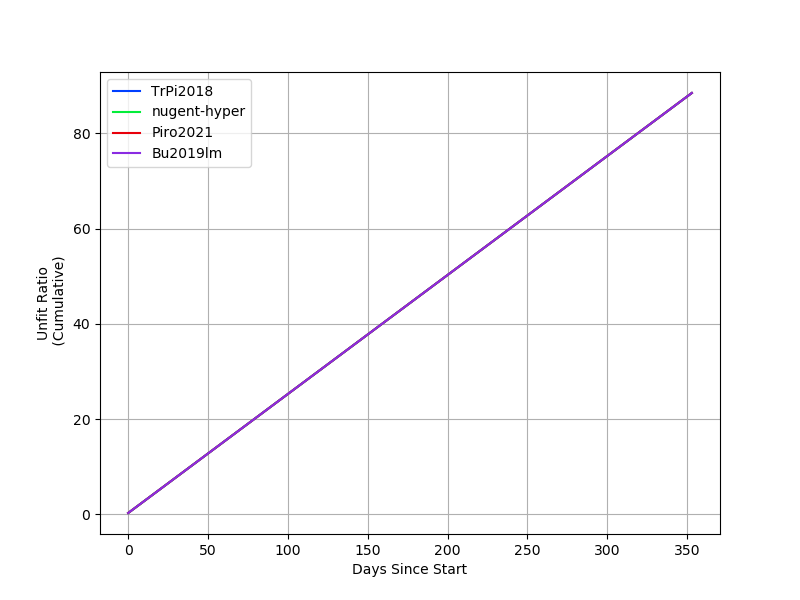 TrPi2018
nugent-hyper
Piro2021
Bu2019lm
80
60
40
20
0
Unfit Ratio
(Cumulative)
0 50 100 150 200 250 300 350
Days Since Start